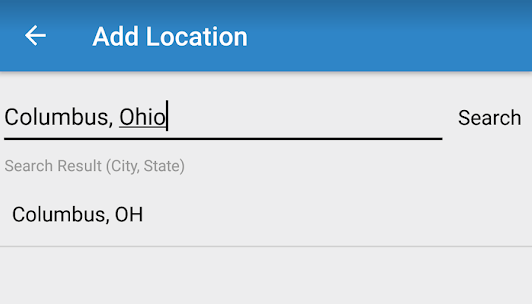 Add Location
Columbus, Ohio Search
Search Result (City, State)
Columbus, OH